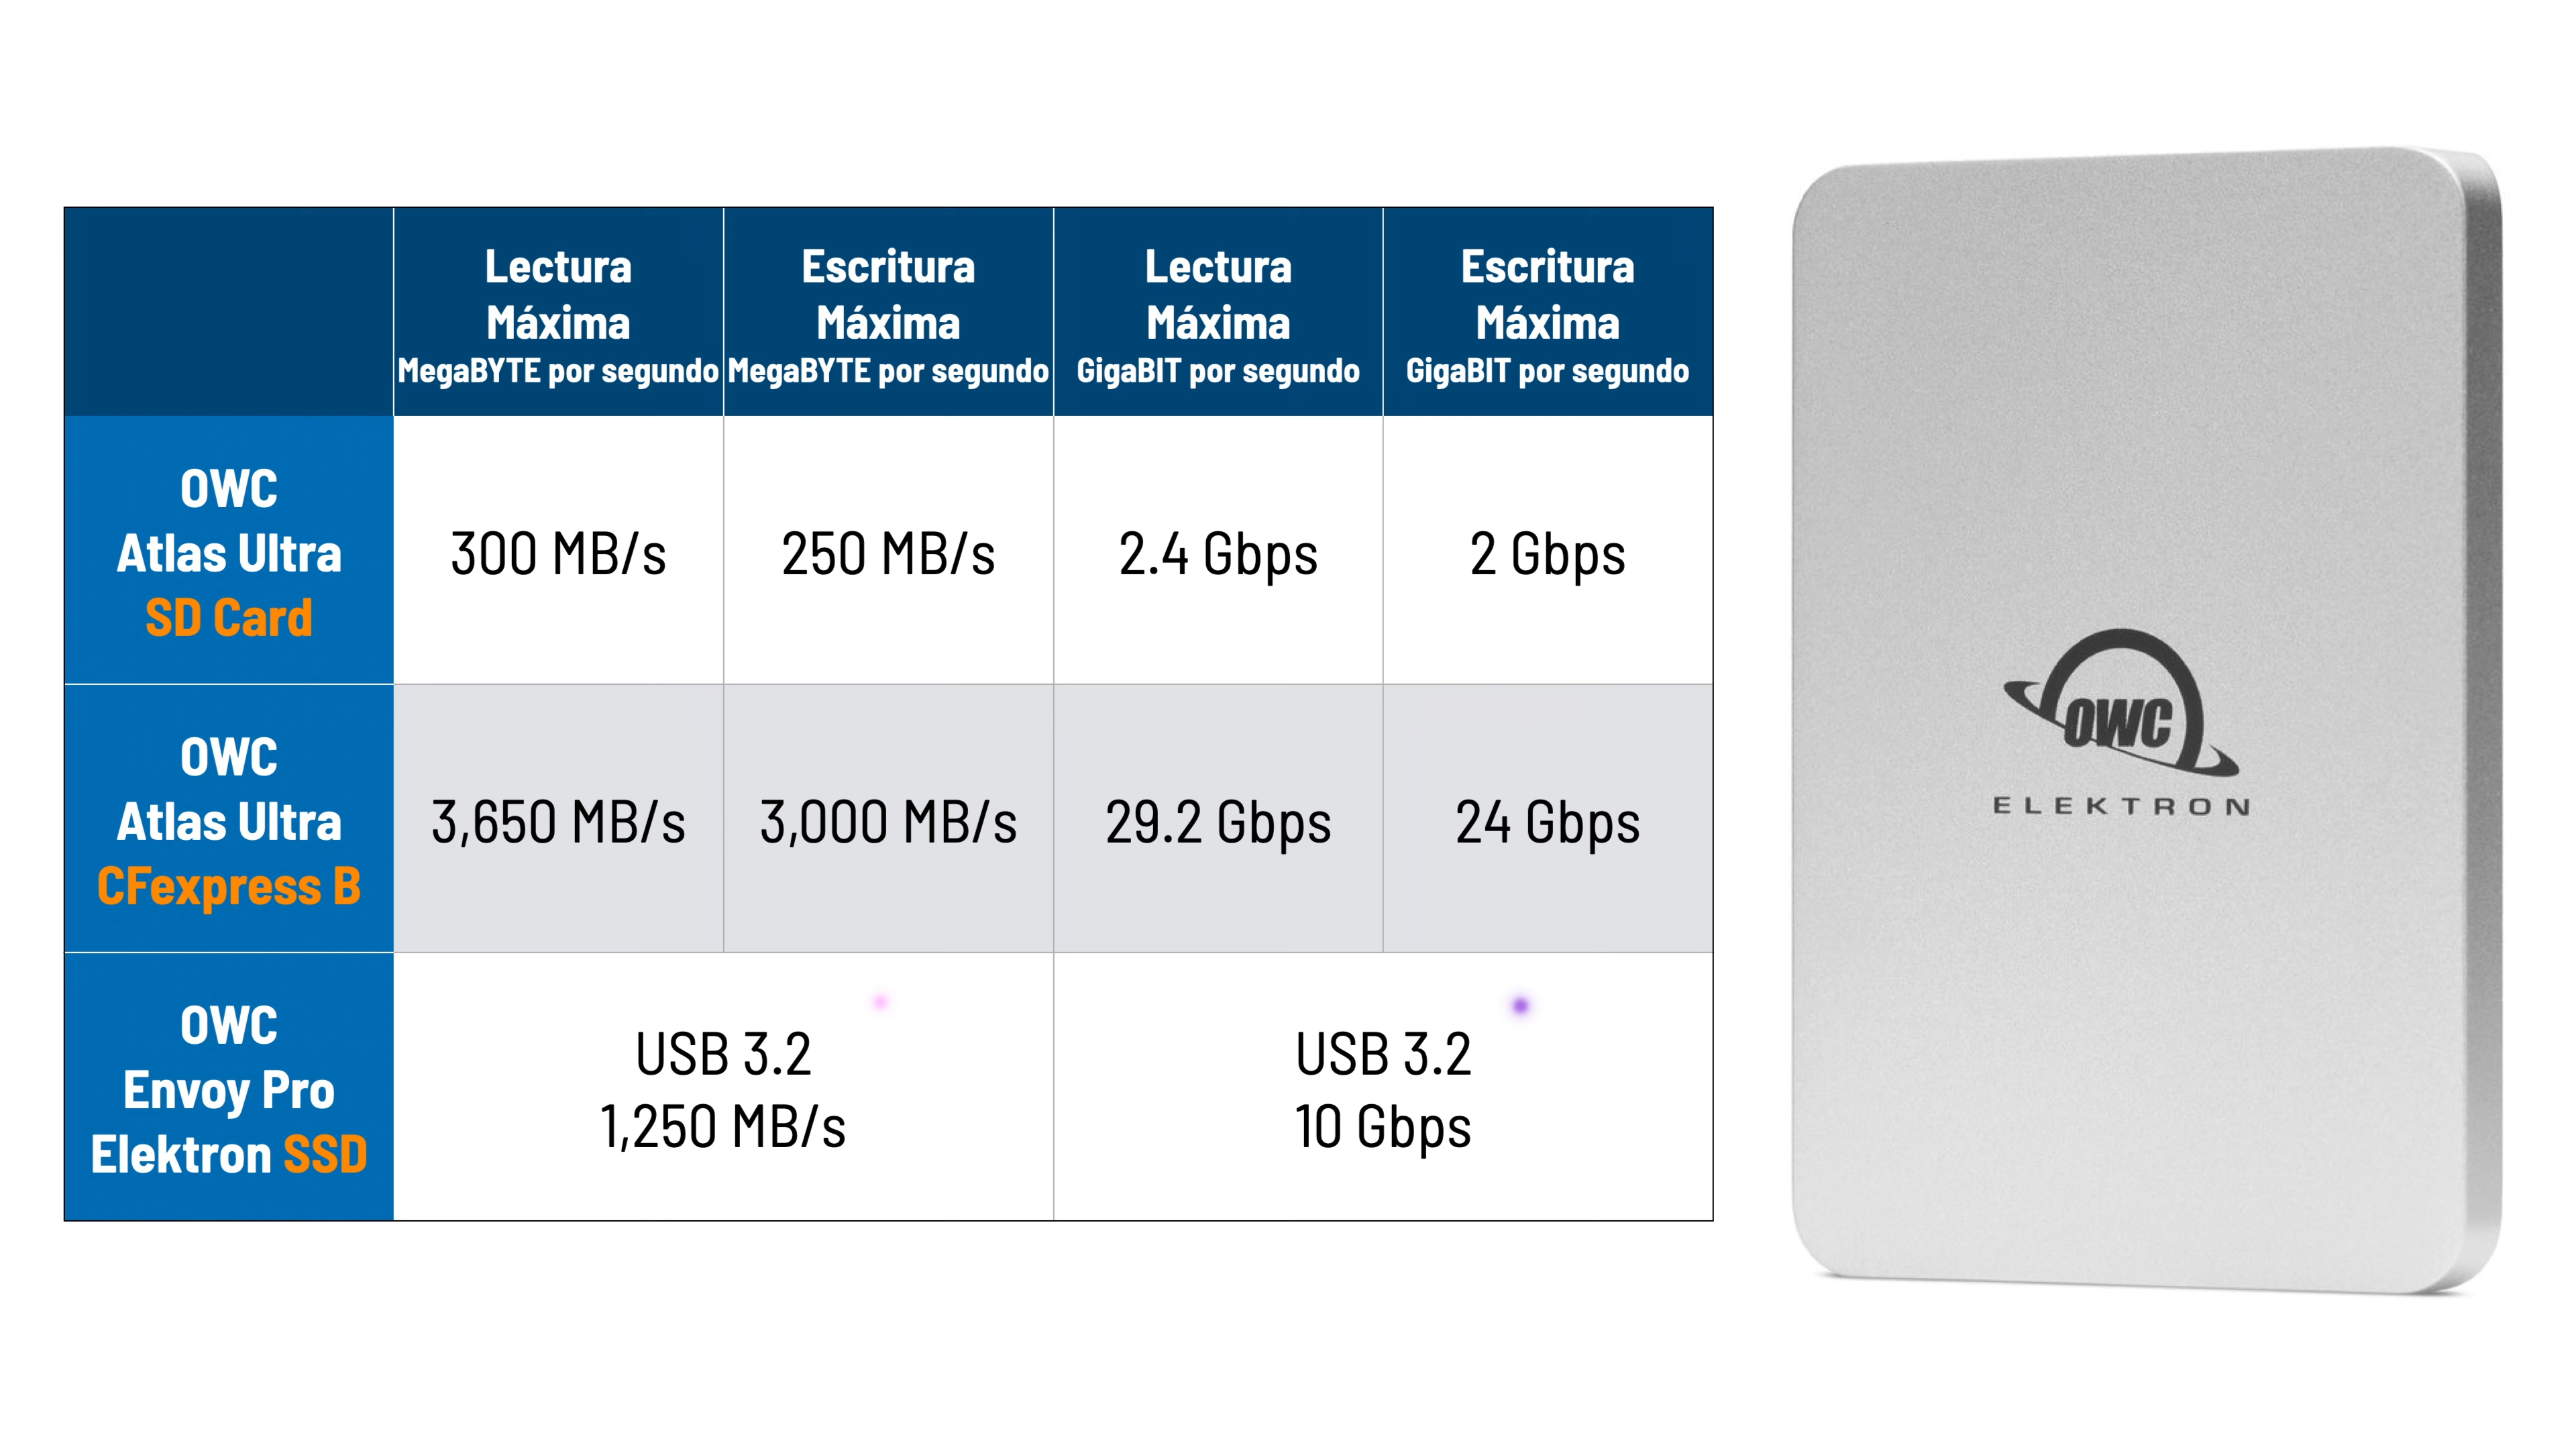 Lectura
Máxima
MegaBYTE por segundo
Escritura
Máxima
MegaBYTE por segundo
Lectura
Máxima
GigaBIT por segundo
Escritura
Máxima
GigaBIT por segundo
OWC
Atlas Ultra
SD Card
300 MB/s
250 MB/s
2.4 Gbps
2 Gbps
OWC
Atlas Ultra
CFexpress B
3,650 MB/s
3,000 MB/s
29.2 Gbps
24 Gbps
OWC
Envoy Pro
Elektron SSD
USB 3.2
1,250 MB/s
USB 3.2
10 Gbps
OWC
ELEKTRON